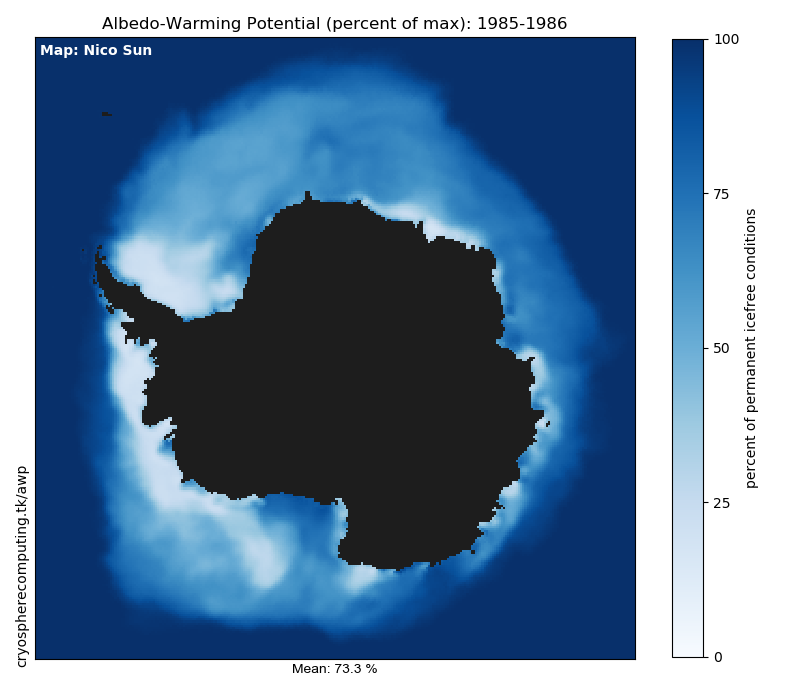 Albedo-Warming Potential (percent of max): 1985-1986
Map: Nico Sun
100
75
50
25
0
percent of permanent icefree conditions
cryospherecomputing.tk/awp
Mean: 73.3 %